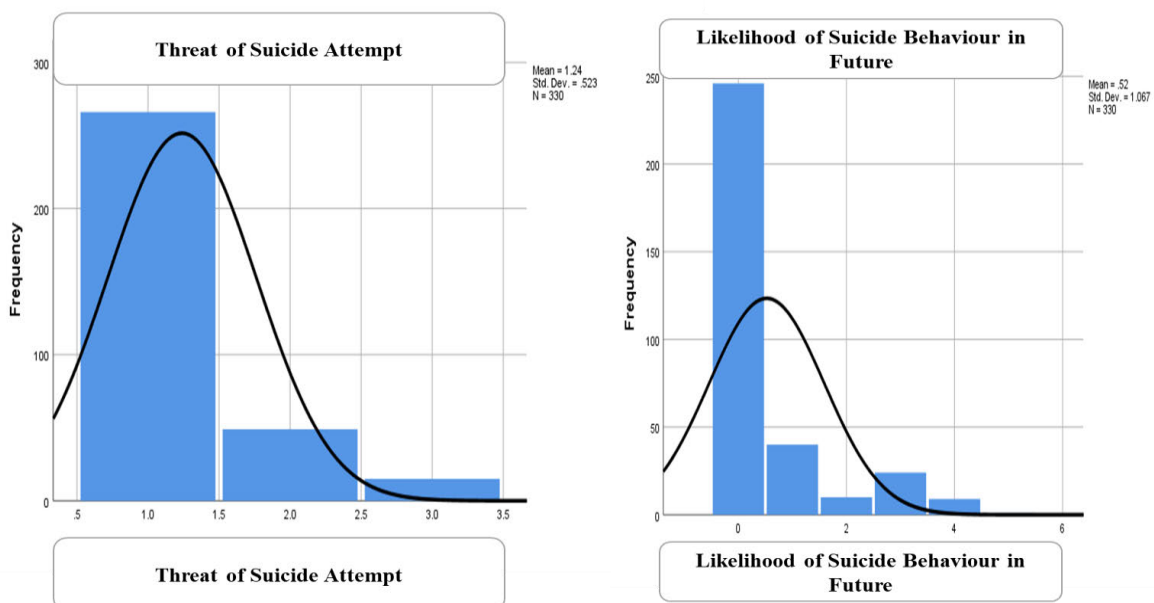 Threat of Suicide Attempt
Mean = 1.24
Std. Dev. = .523
N = 330
300
200
100
0
Frequency
.5 1.0 1.5 2.0 2.5 3.0 3.5
Threat of Suicide Attempt
Likelihood of Suicide Behaviour in
Future
Mean = .52
Std. Dev. = 1.067
N = 330
250
200
150
100
50
0
Frequency
0 2 4 6
Likelihood of Suicide Behaviour in
Future